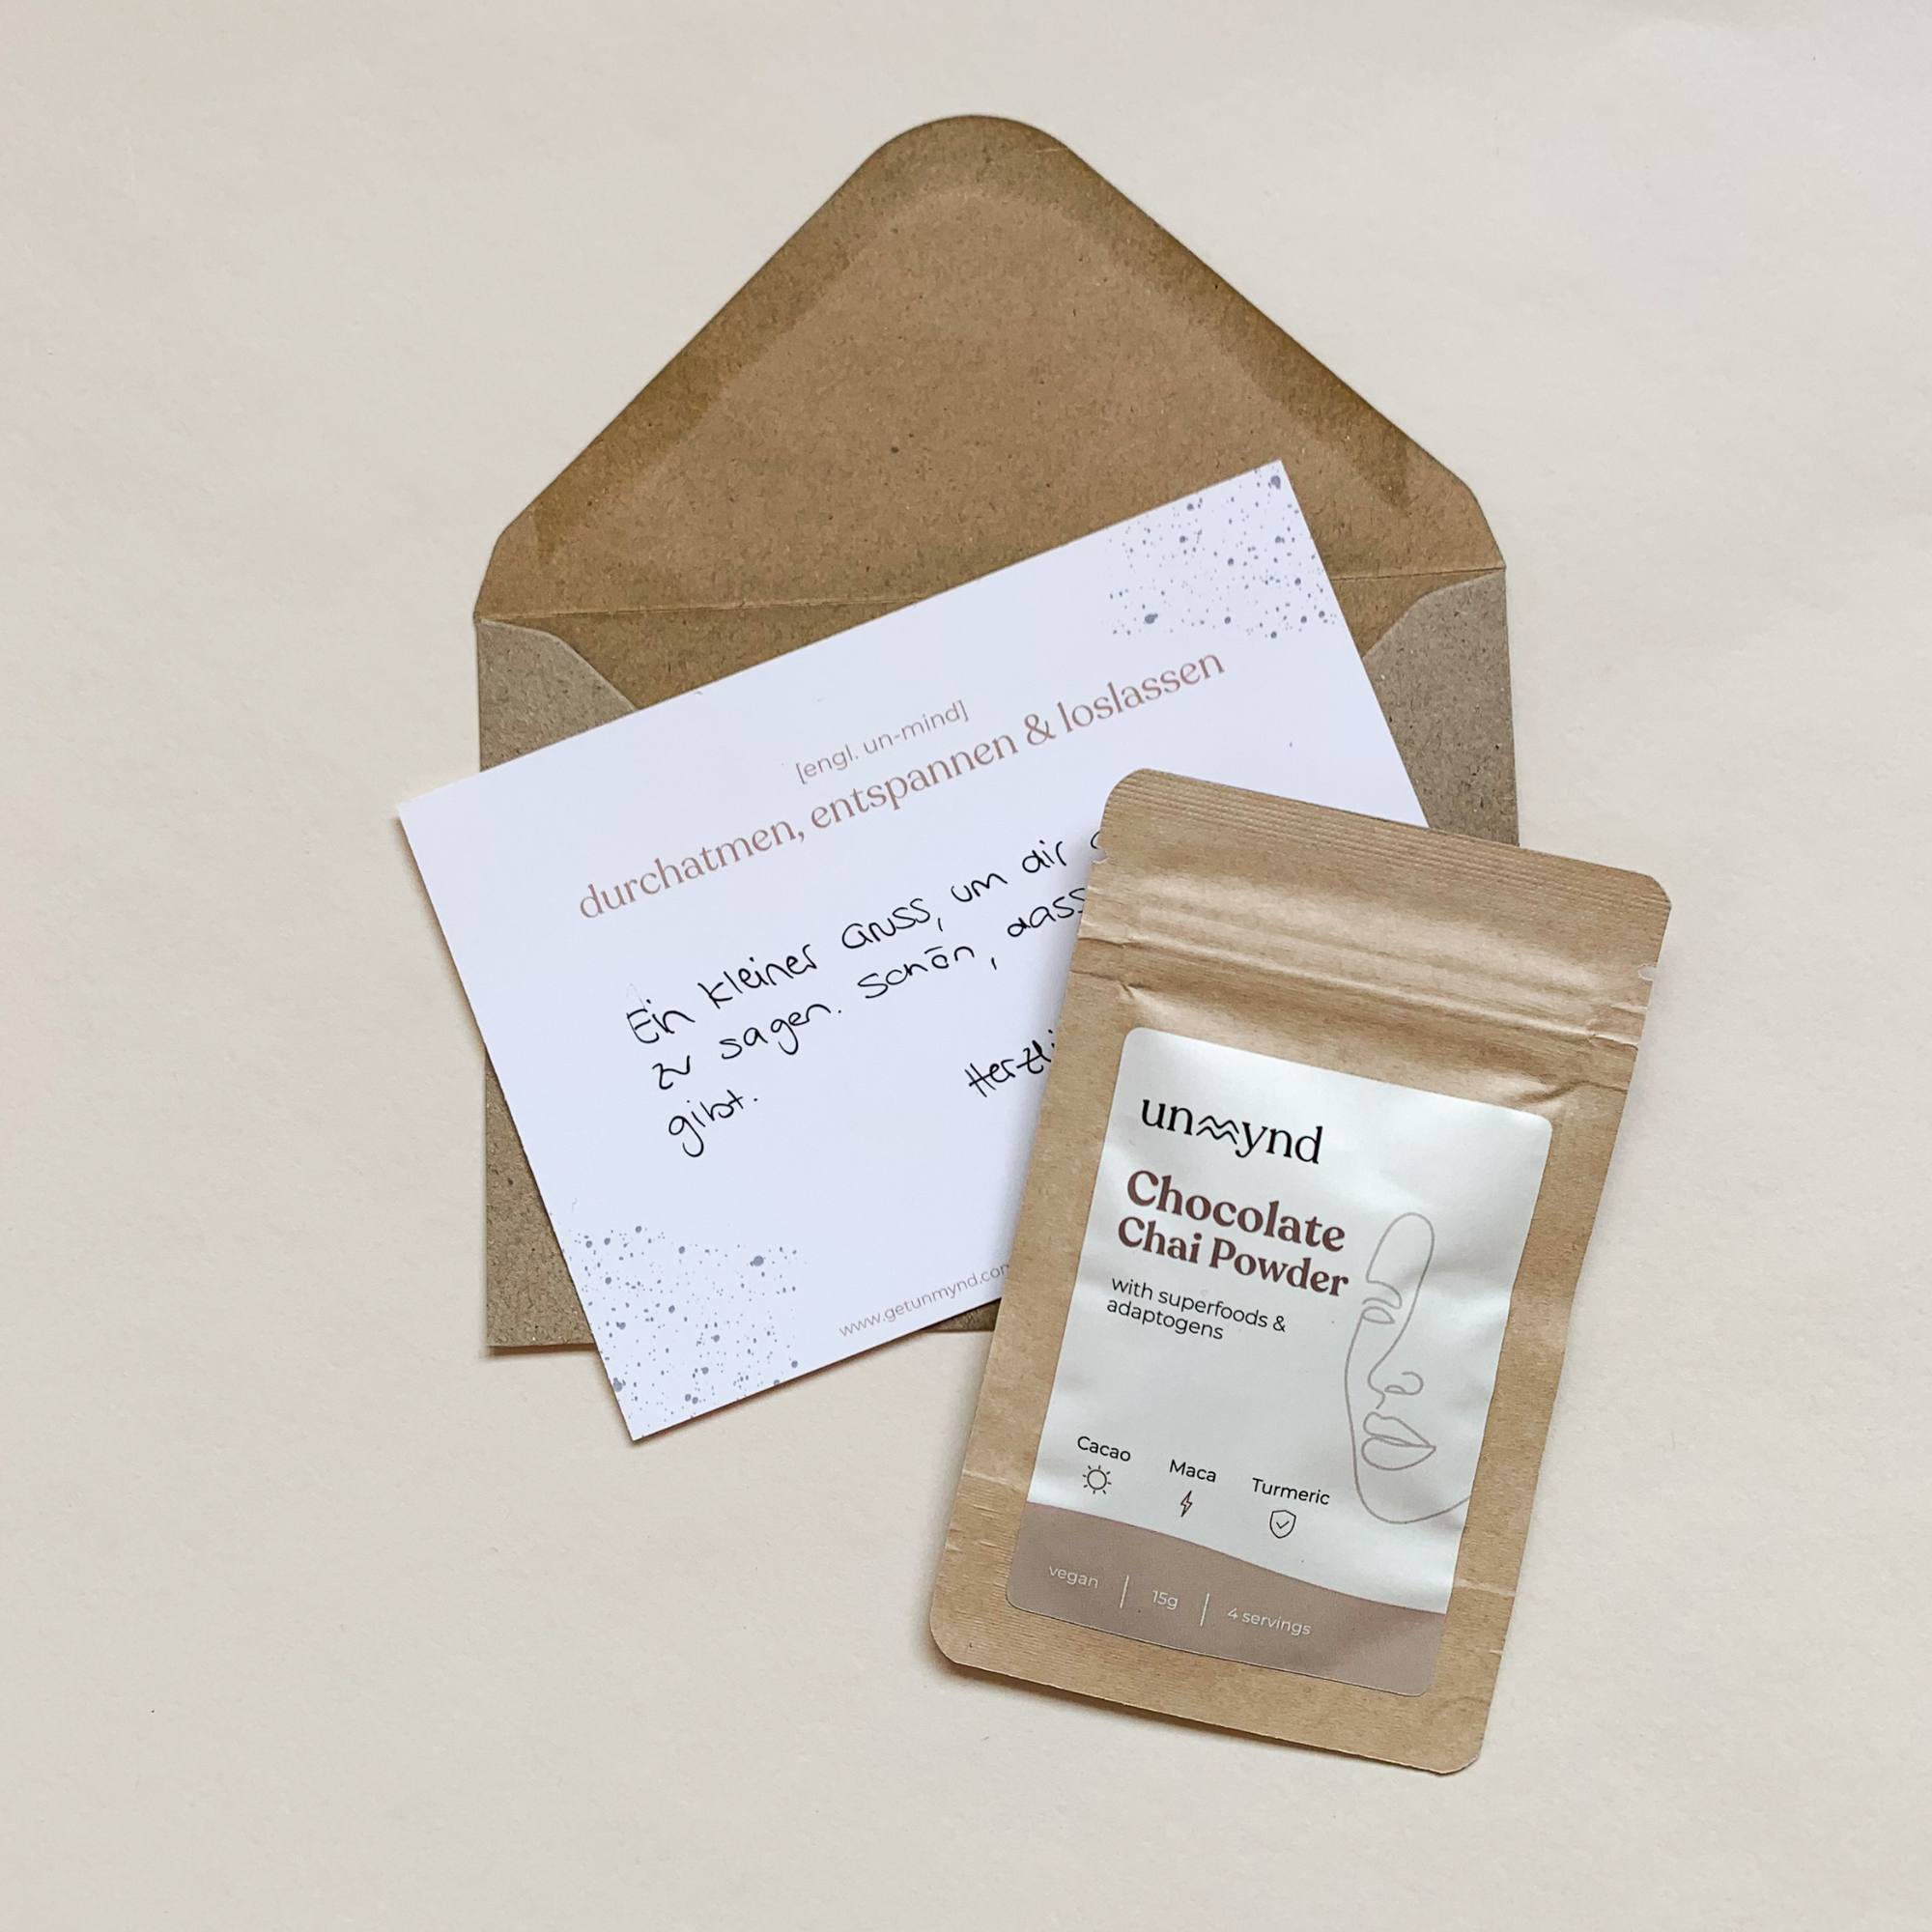 [engl. un-mind]
durchatmen, entspannen & loslassen
Ein kleiner Gruss, um dir
zu sagen. Schön, dass
gibt.
Herzli
www.getunmynd.com
unmynd
Chocolate
Chai Powder
with superfoods &
adaptogens
Cacao
Maca
Turmeric
vegan | 15g | 4 servings